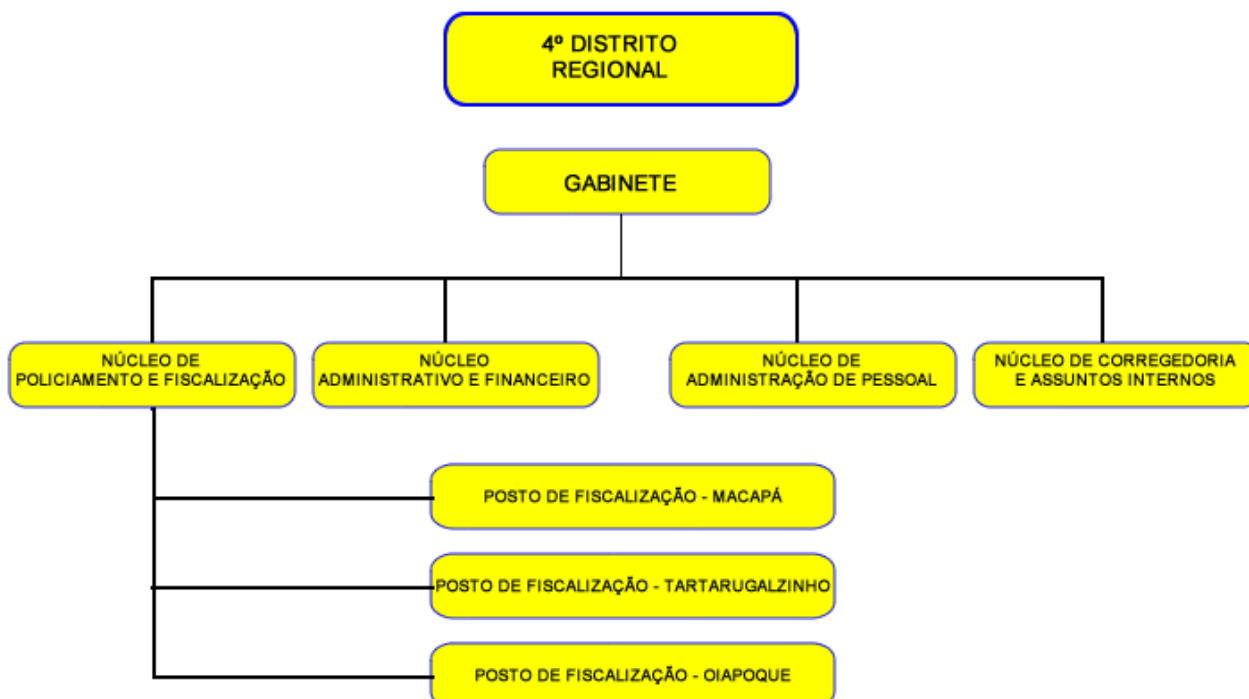 4º DISTRITO
REGIONAL
GABINETE
NÚCLEO DE
POLICIAMENTO E FISCALIZAÇÃO
NÚCLEO
ADMINISTRATIVO E FINANCEIRO
NÚCLEO DE
ADMINISTRAÇÃO DE PESSOAL
NÚCLEO DE CORREGEDORIA
E ASSUNTOS INTERNOS
POSTO DE FISCALIZAÇÃO - MACAPÁ
POSTO DE FISCALIZAÇÃO - TARTARUGALZINHO
POSTO DE FISCALIZAÇÃO - OIAPOQUE